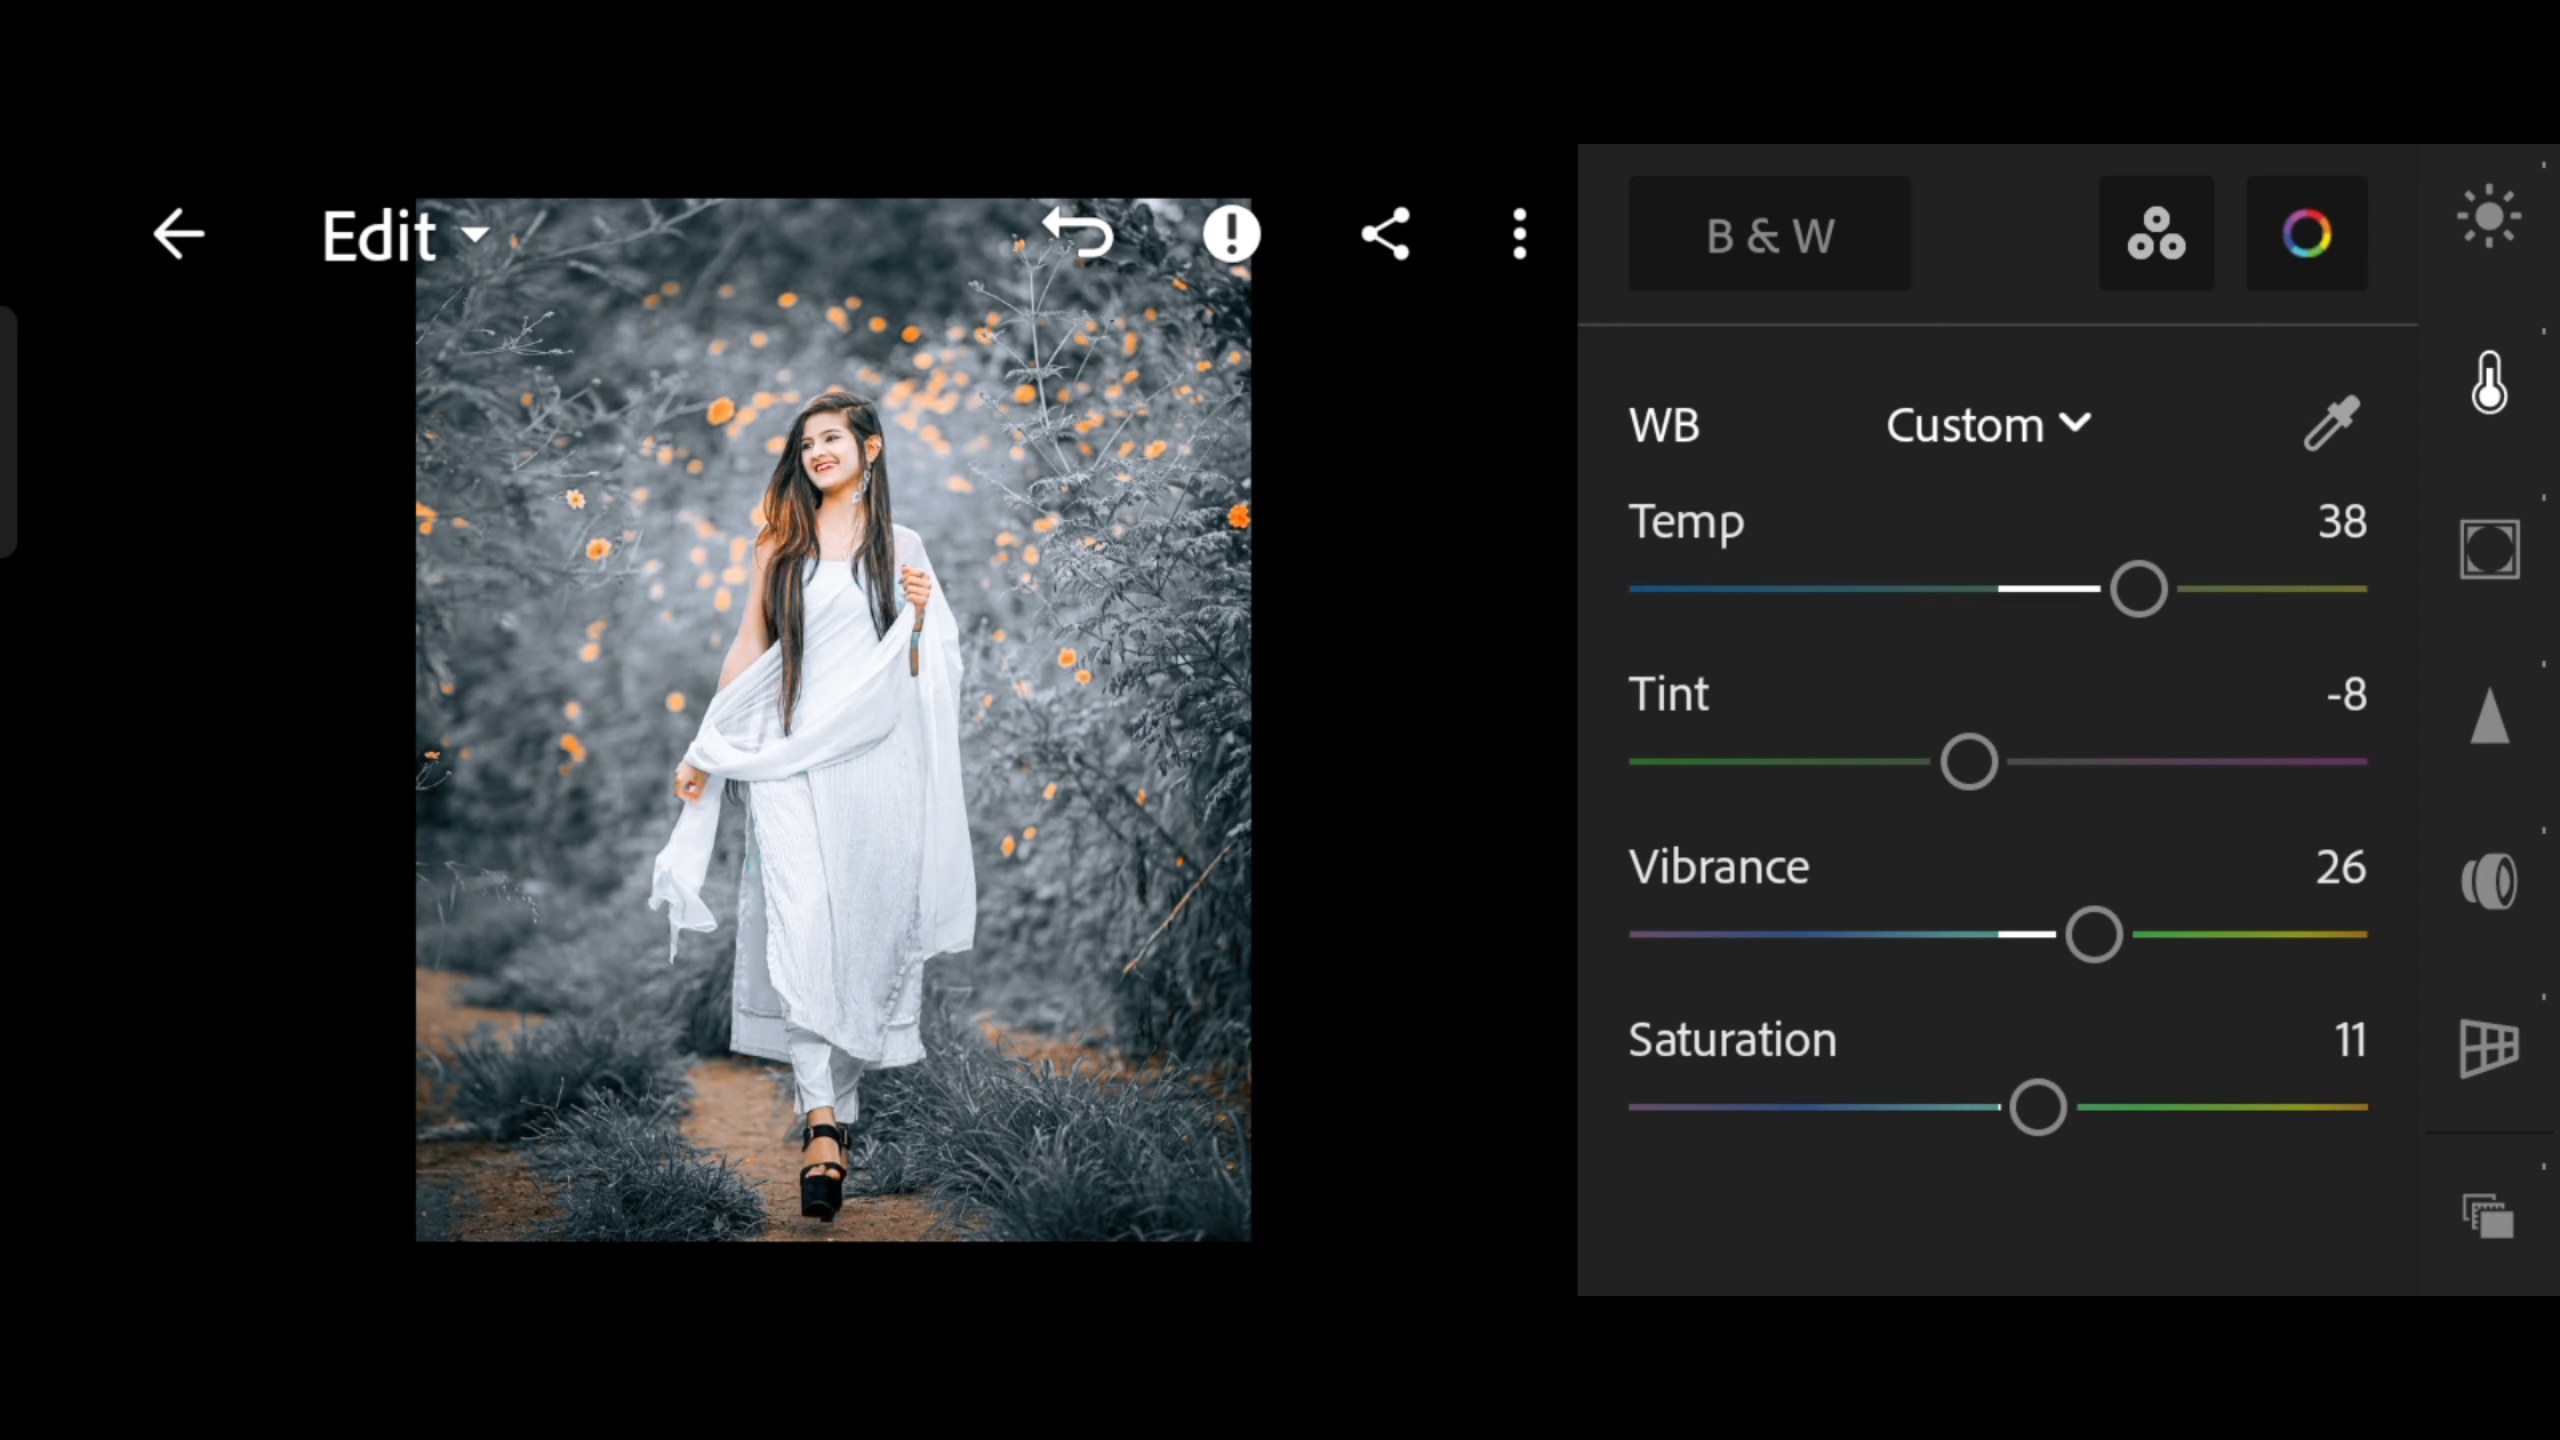 Edit
B & W
WB Custom
Temp 38
Tint -8
Vibrance 26
Saturation 11